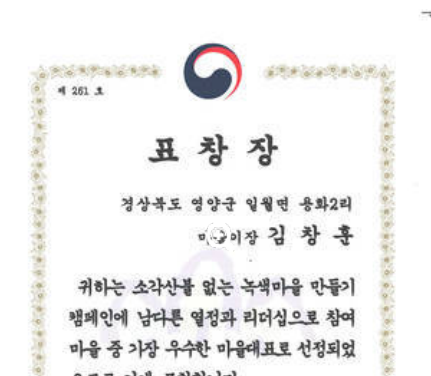 제 261 호
표 창 장
경상북도 영양군 일월면 용화2리
마을이장 김 창 훈
귀하는 소각산불 없는 녹색마을 만들기
캠페인에 남다른 열정과 리더십으로 참여
마을 중 가장 우수한 마을대표로 선정되었